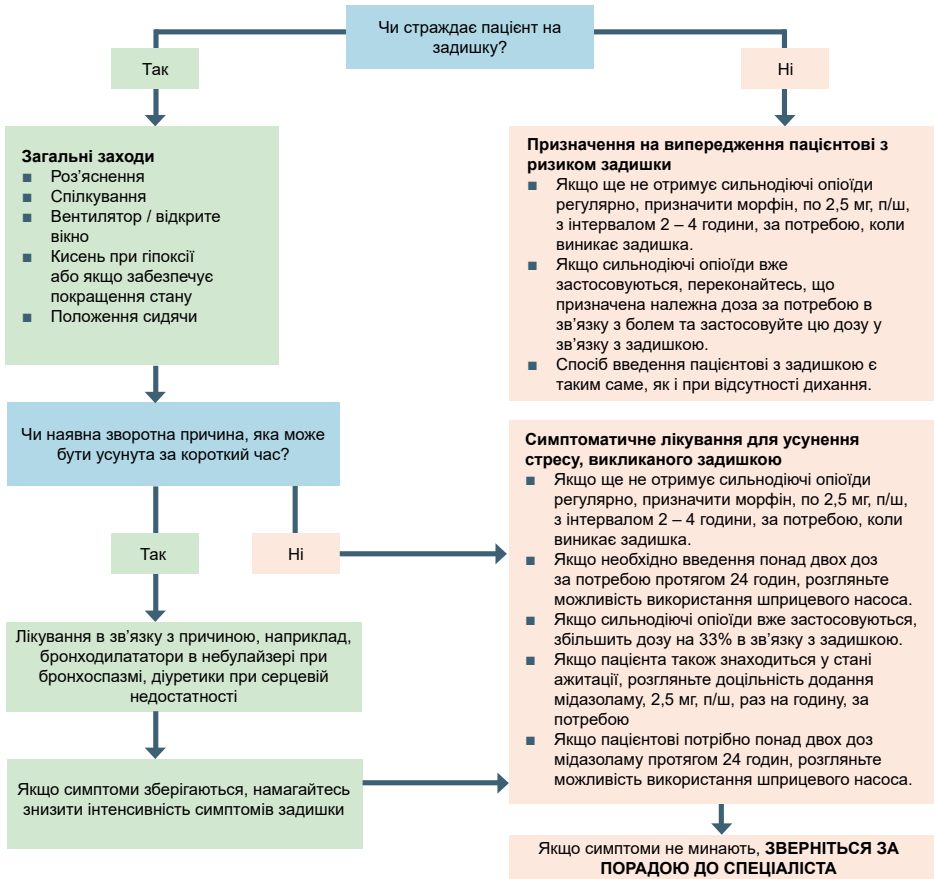 Чи страждає пацієнт на
задишку?
Так
Ні
Загальні заходи
■ Роз’яснення
■ Спілкування
■ Вентилятор / відкрите
вікно
■ Кисень при гіпоксії
або якщо забезпечує
покращення стану
■ Положення сидячи
Призначення на випередження пацієнтові з
ризиком задишки
■ Якщо ще не отримує сильнодіючі опіоїди
регулярно, призначити морфін, по 2,5 мг, п/ш,
з інтервалом 2 – 4 години, за потребою, коли
виникає задишка.
■ Якщо сильнодіючі опіоїди вже
застосовуються, переконайтесь, що
призначена належна доза за потребою в
зв’язку з болем та застосовуйте цю дозу у
зв’язку з задишкою.
■ Спосіб введення пацієнтові з задишкою є
таким саме, як і при відсутності дихання.
Чи наявна зворотна причина, яка може
бути усунута за короткий час?
Так
Ні
Лікування в зв’язку з причиною, наприклад,
бронходилататори в небулайзері при
бронхоспазмі, діуретики при серцевій
недостатності
Якщо симптоми зберігаються, намагайтесь
знизити інтенсивність симптомів задишки
Симптоматичне лікування для усунення
стресу, викликаного задишкою
■ Якщо ще не отримує сильнодіючі опіоїди
регулярно, призначити морфін, по 2,5 мг, п/ш,
з інтервалом 2 – 4 години, за потребою, коли
виникає задишка.
■ Якщо необхідно введення понад двох доз
за потребою протягом 24 годин, розгляньте
можливість використання шприцевого насоса.
■ Якщо сильнодіючі опіоїди вже застосовуються,
збільшить дозу на 33% в зв’язку з задишкою.
■ Якщо пацієнта також знаходиться у стані
ажитації, розгляньте доцільність додання
мідазоламу, 2,5 мг, п/ш, раз на годину, за
потребою
■ Якщо пацієнтові потрібно понад двох доз
мідазоламу протягом 24 годин, розгляньте
можливість використання шприцевого насоса.
Якщо симптоми не минають, ЗВЕРНІТЬСЯ ЗА
ПОРАДОЮ ДО СПЕЦІАЛІСТА